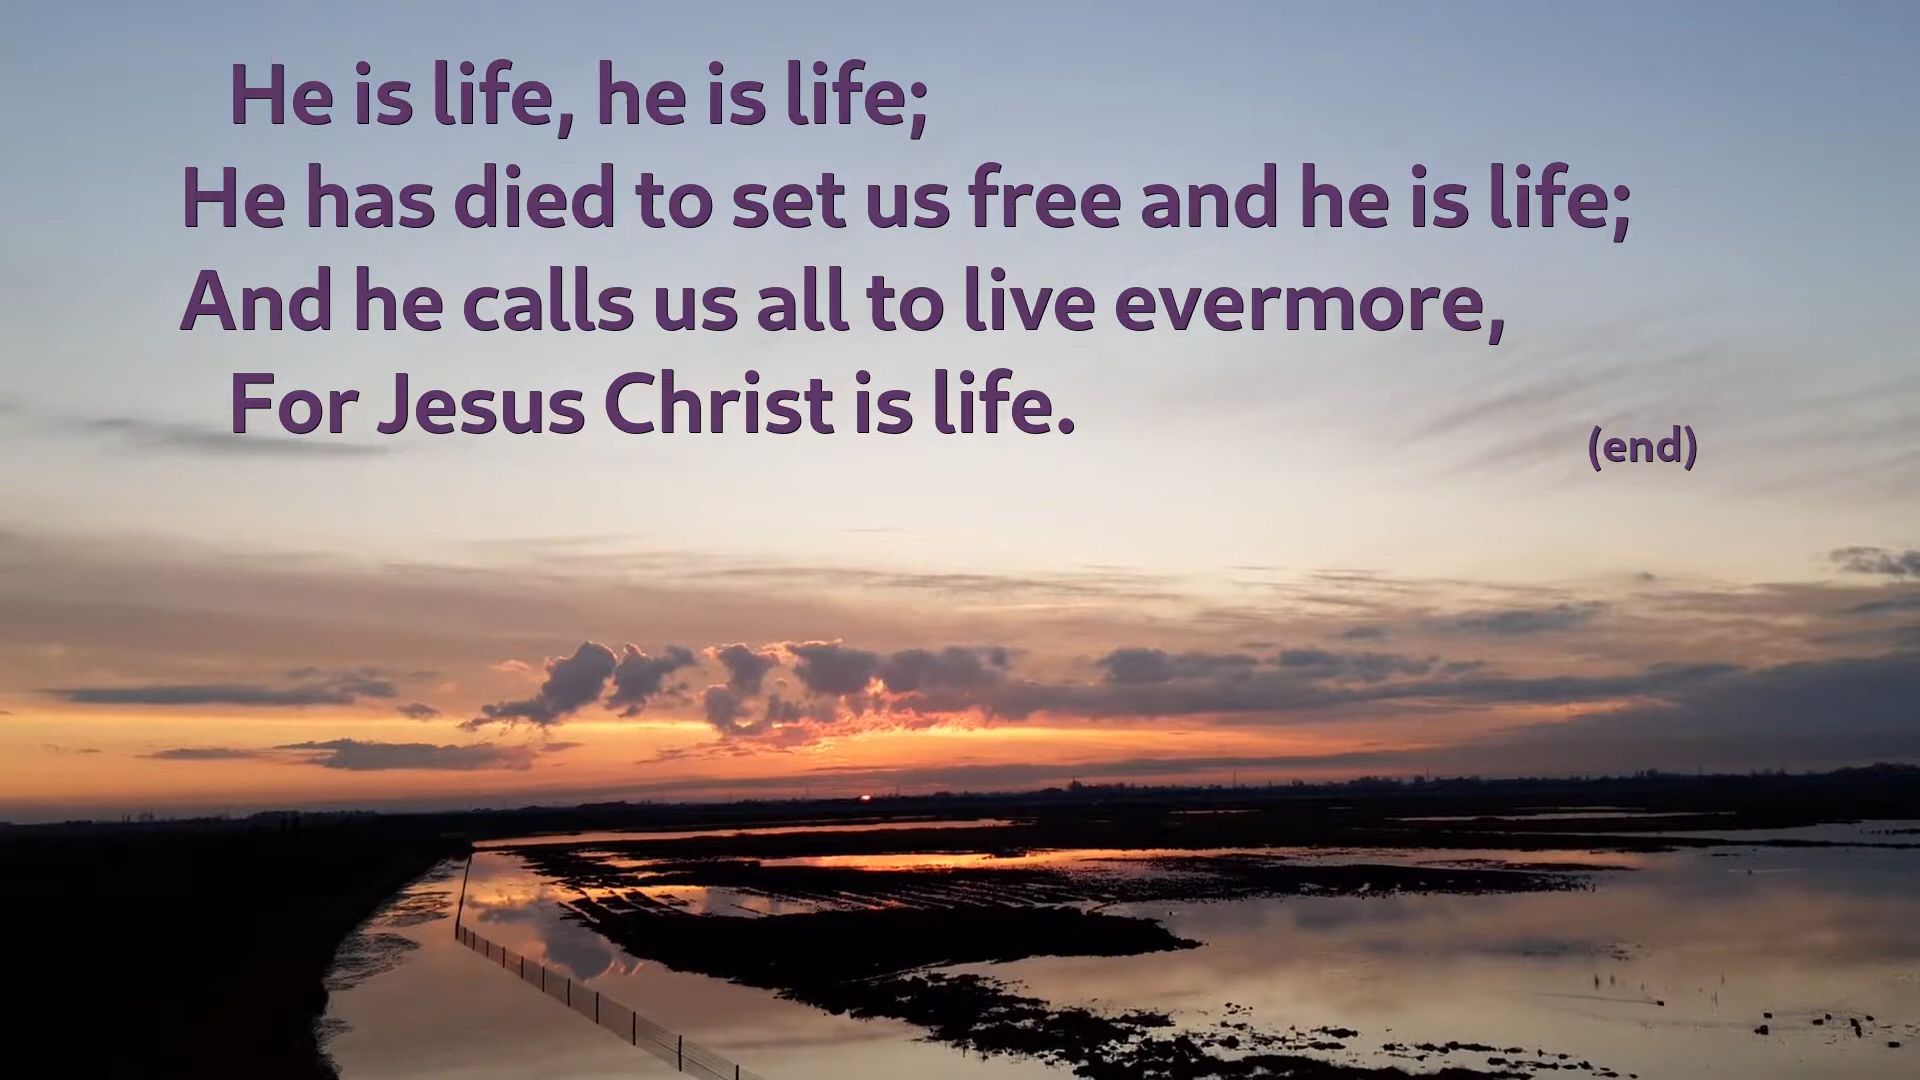 He is life, he is life;
He has died to set us free and he is life;
And he calls us all to live evermore,
For Jesus Christ is life.
(end)